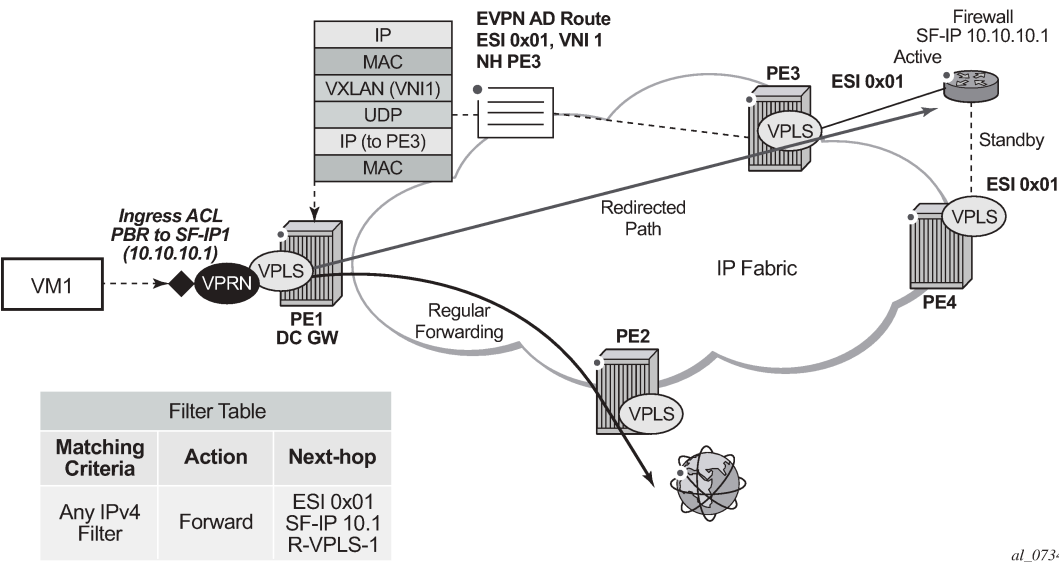 IP
MAC
VXLAN (VNI1)
UDP
IP (to PE3)
MAC
EVPN AD Route
ESI 0x01, VNI 1
NH PE3
Firewall
SF-IP 10.10.10.1
Active
PE3
ESI 0x01
VPLS
Standby
ESI 0x01
VPLS
PE4
Redirected
Path
IP Fabric
Ingress ACL
PBR to SF-IP1
(10.10.10.1)
VM1
VPRN
VPLS
PE1
DC GW
Regular
Forwarding
PE2
VPLS
Filter Table
Matching
Criteria
Action
Next-hop
Any IPv4
Filter
Forward
ESI 0x01
SF-IP 10.1
R-VPLS-1
al_0734